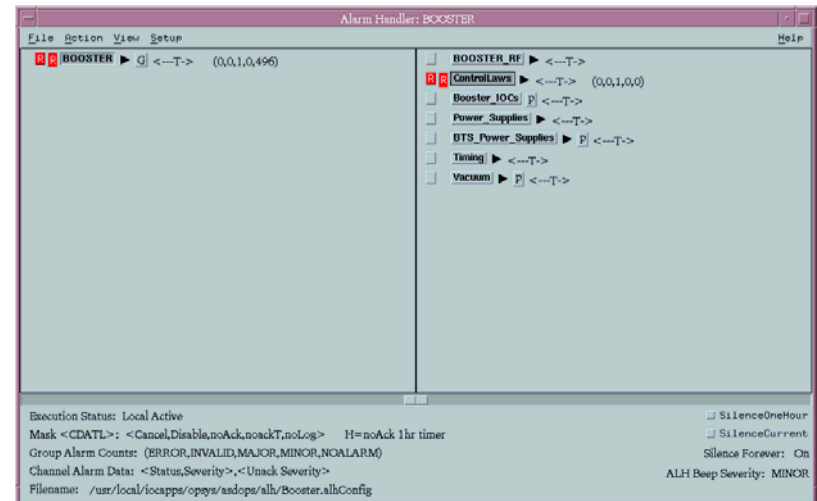 Alarm Handler: BOOSTER
File Action View Setup Help
R R BOOSTER G <---T-> (0,0,1,0,496)
BOOSTER_RF <---T->
R R ControlLaws <---T-> (0,0,1,0,0)
Booster_IOCs P <---T->
Power_Supplies <---T->
BTS_Power_Supplies P <---T->
Timing <---T->
Vacuum P <---T->
Execution Status: Local Active
SilenceOneHour
Mask <CDATL>: <Cancel,Disable,noAck,noackT,noLog> H=noAck 1hr timer
SilenceCurrent
Group Alarm Counts: (ERROR,INVALID,MAJOR,MINOR,NOALARM)
Silence Forever: On
Channel Alarm Data: <Status,Severity>,<Unack Severity>
ALH Beep Severity: MINOR
Filename: /usr/local/iocapps/opsys/asdops/alh/Booster.alhConfig